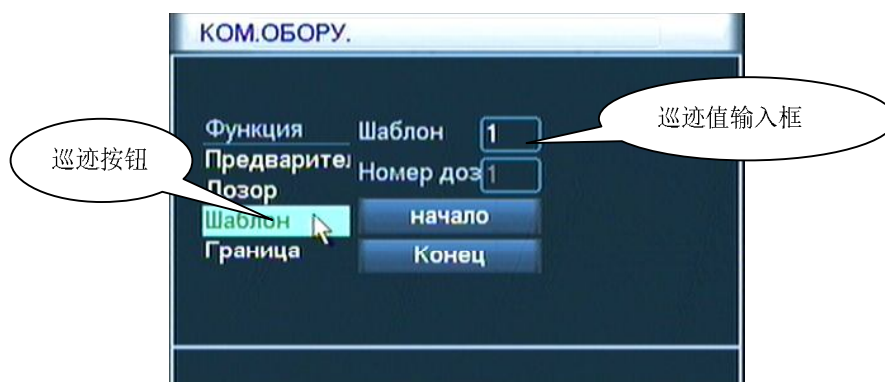 КОМ.ОБОРУ.
Функция
Предварител
Дозор
Шаблон
Граница
Шаблон 1
Номер доз 1
начало
Конец
巡迹按钮
巡迹值输入框